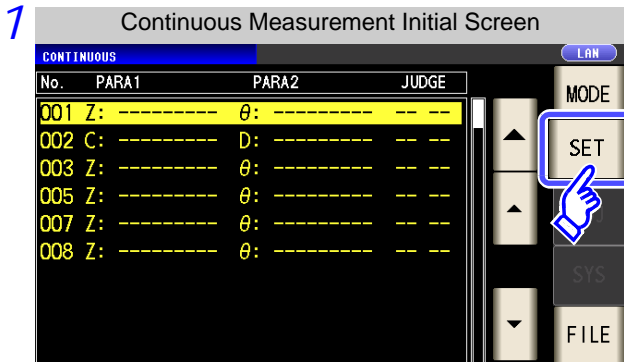 1
Continuous Measurement Initial Screen
CONTINUOUS
LAN
No. PARA1 PARA2 JUDGE
MODE
001 Z: --------- θ: --------- -- --
002 C: --------- D: --------- -- --
SET
003 Z: --------- θ: --------- -- --
005 Z: --------- θ: --------- -- --
007 Z: --------- θ: --------- -- --
008 Z: --------- θ: --------- -- --
SYS
FILE